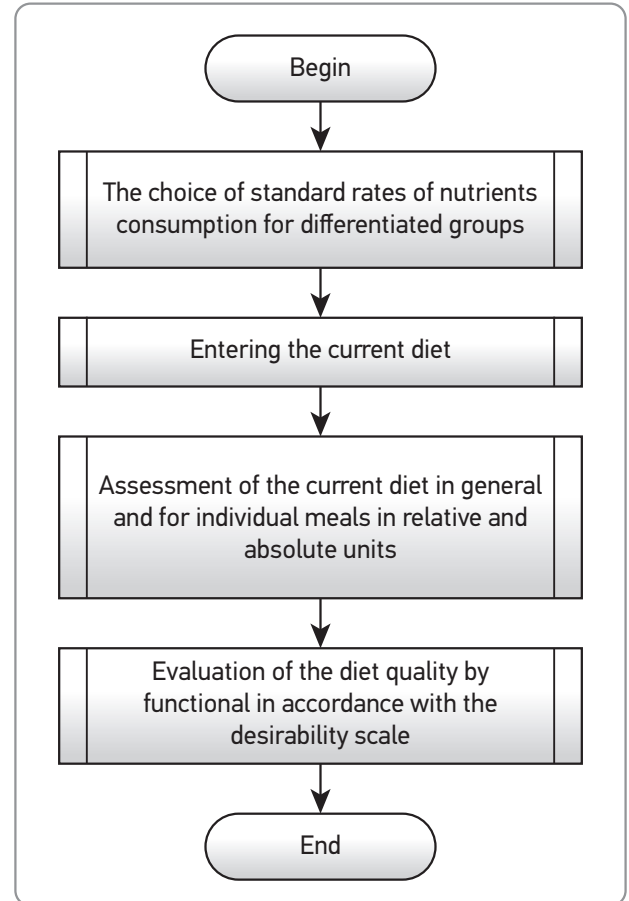 Begin
The choice of standard rates of nutrients
consumption for differentiated groups
Entering the current diet
Assessment of the current diet in general
and for individual meals in relative and
absolute units
Evaluation of the diet quality by
functional in accordance with the
desirability scale
End